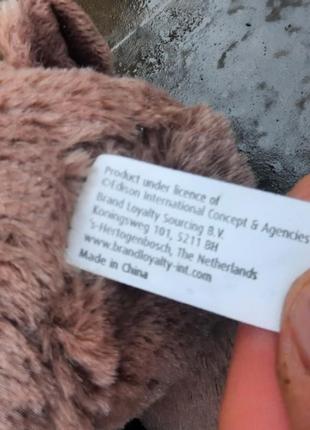 Product under licence of
©Edison International Concept & Agencies
Brand Loyalty Sourcing B.V.
Koningsweg 101, 5211 BH
's-Hertogenbosch, The Netherlands
www.brandloyalty-int.com
Made in China